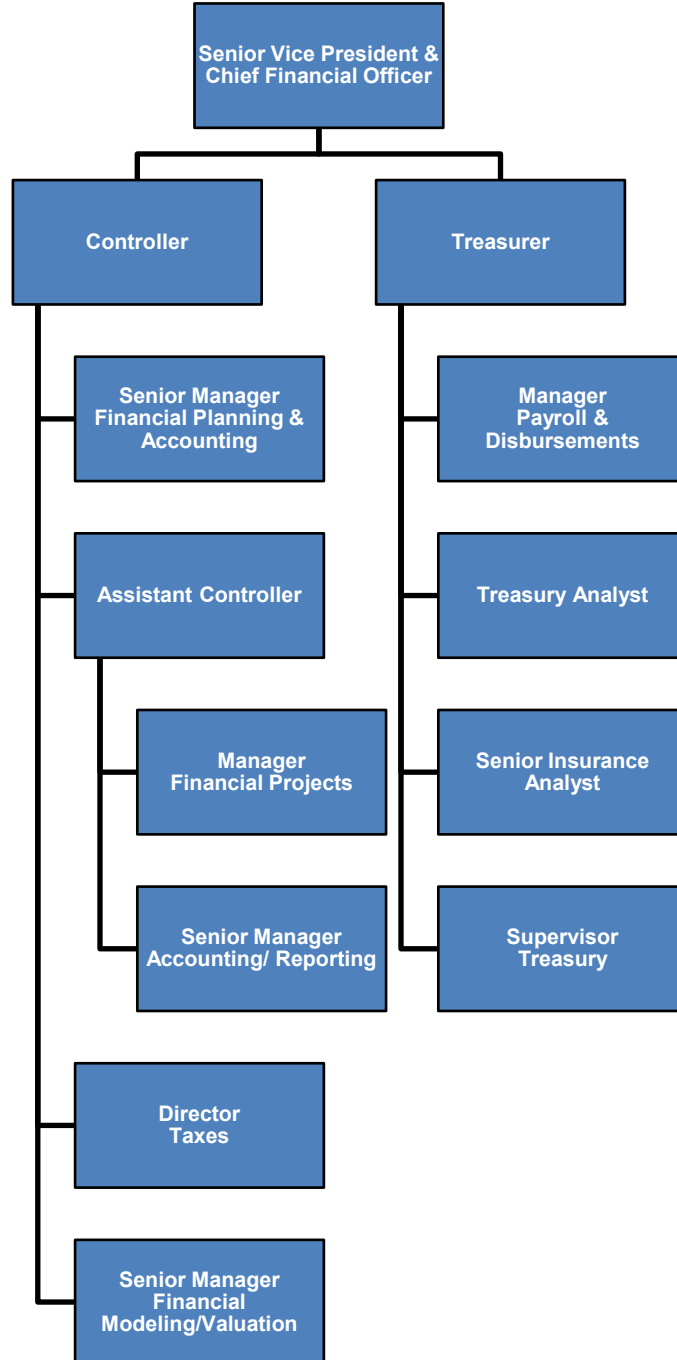 Senior Vice President &
Chief Financial Officer
Controller
Treasurer
Senior Manager
Financial Planning &
Accounting
Manager
Payroll &
Disbursements
Assistant Controller
Treasury Analyst
Manager
Financial Projects
Senior Insurance
Analyst
Senior Manager
Accounting/ Reporting
Supervisor
Treasury
Director
Taxes
Senior Manager
Financial
Modeling/Valuation